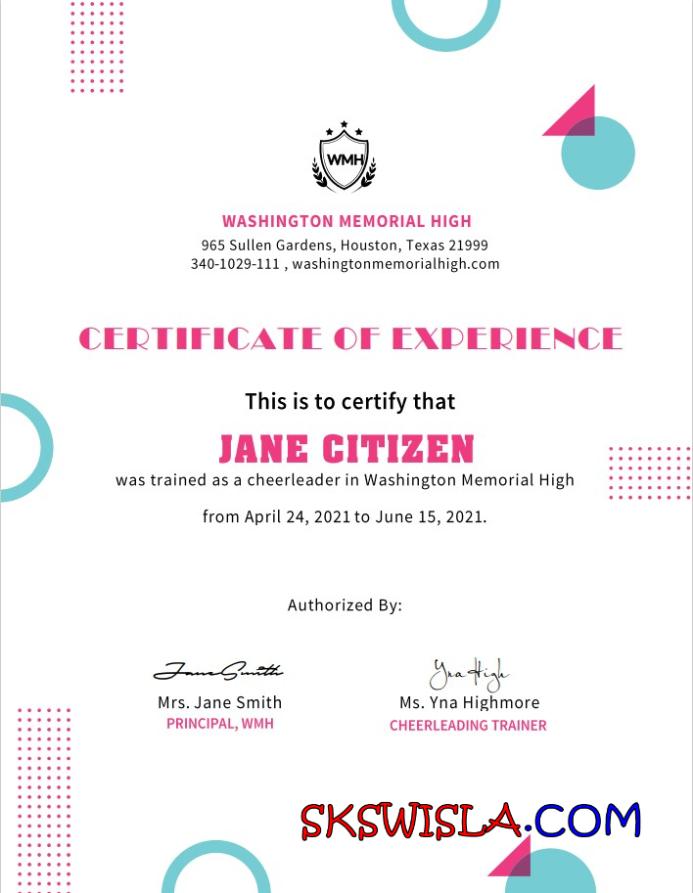 WMH
WASHINGTON MEMORIAL HIGH
965 Sullen Gardens, Houston, Texas 21999
340-1029-111 , washingtonmemorialhigh.com
CERTIFICATE OF EXPERIENCE
This is to certify that
JANE CITIZEN
was trained as a cheerleader in Washington Memorial High
from April 24, 2021 to June 15, 2021.
Authorized By:
Jane Smith
Yna High
Mrs. Jane Smith
Ms. Yna Highmore
PRINCIPAL, WMH
CHEERLEADING TRAINER
SKSWISLA.COM